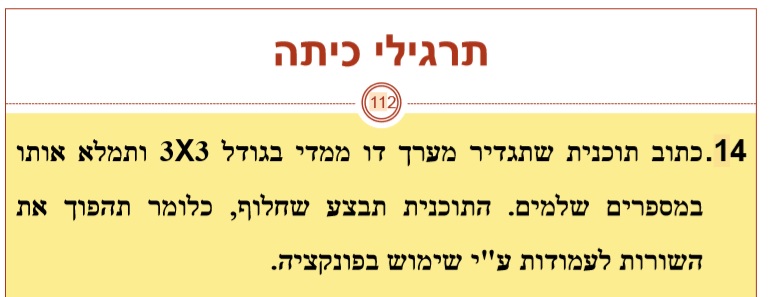 תרגילי כיתה
112
14. כתוב תוכנית שתגדיר מערך דו ממדי בגודל 3X3 ותמלא אותו
במספרים שלמים. התוכנית תבצע שחלוף, כלומר תהפוך את
השורות לעמודות ע"י שימוש בפונקציה.